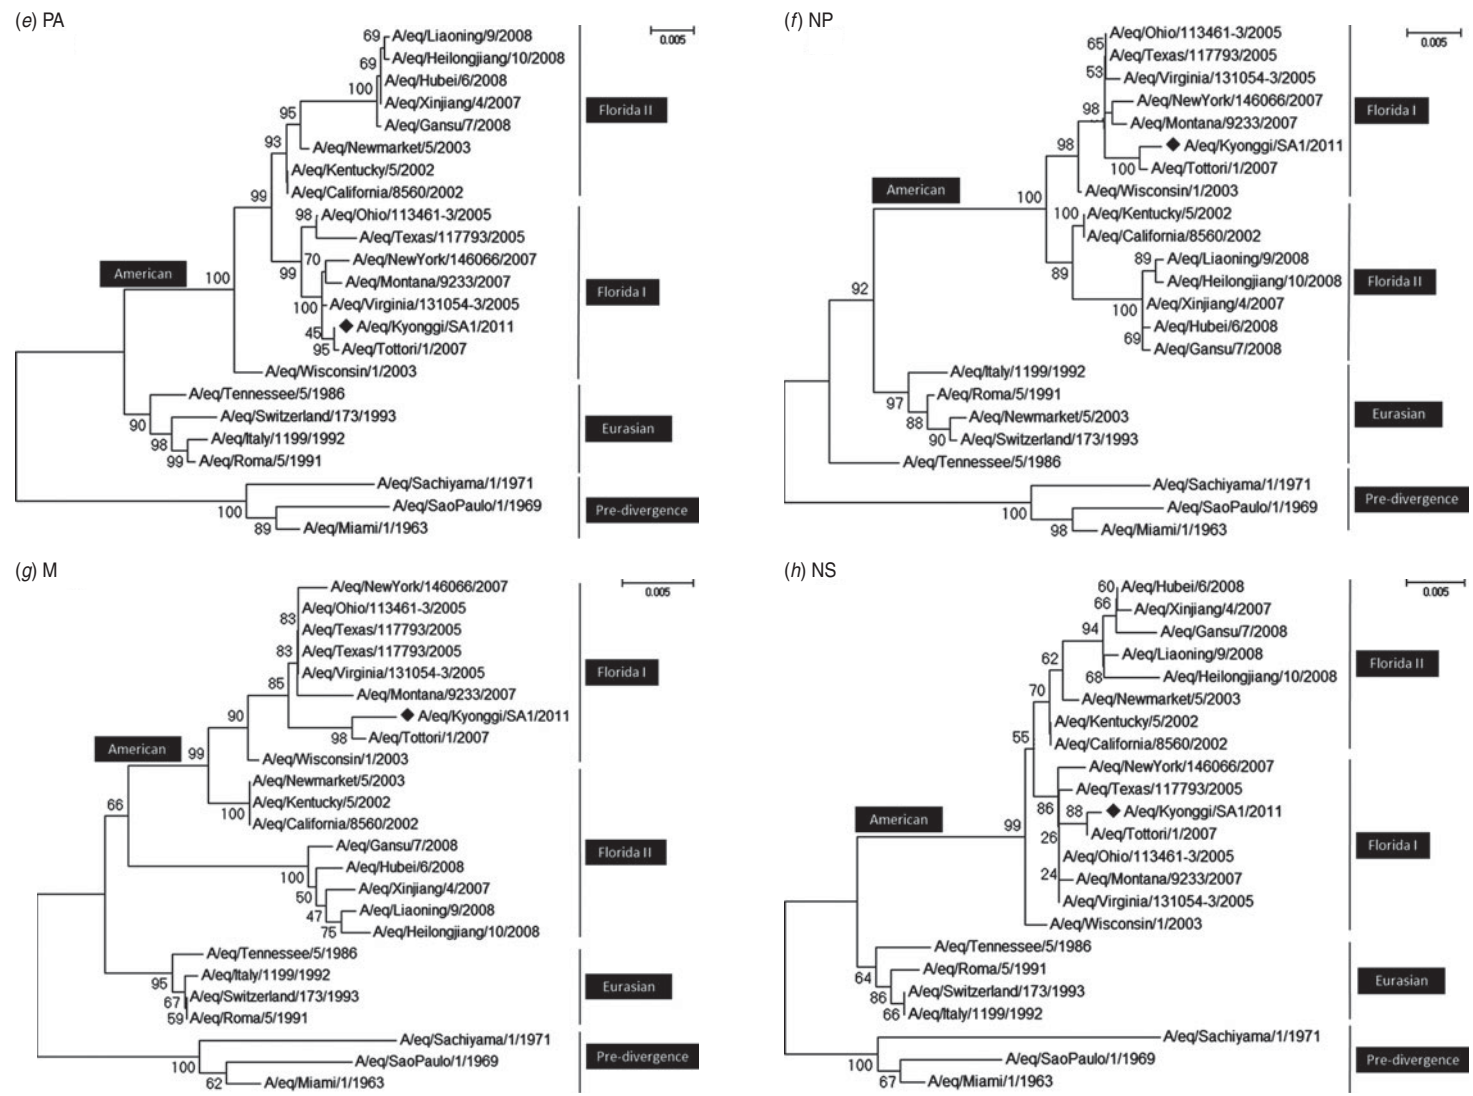 (e) PA
0.005
69
A/eq/Liaoning/9/2008
A/eq/Heilongjiang/10/2008
69
A/eq/Hubei/6/2008
100
A/eq/Xinjiang/4/2007
95
A/eq/Gansu/7/2008
Florida II
93
A/eq/Newmarket/5/2003
A/eq/Kentucky/5/2002
99
A/eq/California/8560/2002
98
A/eq/Ohio/113461-3/2005
A/eq/Texas/117793/2005
70
A/eq/NewYork/146066/2007
American
100
99
A/eq/Montana/9233/2007
Florida I
100
A/eq/Virginia/131054-3/2005
45
A/eq/Kyonggi/SA1/2011
95
A/eq/Tottori/1/2007
A/eq/Wisconsin/1/2003
A/eq/Tennessee/5/1986
90
A/eq/Switzerland/173/1993
Eurasian
98
A/eq/Italy/1199/1992
99
A/eq/Roma/5/1991
A/eq/Sachiyama/1/1971
100
A/eq/SaoPaulo/1/1969
Pre-divergence
89
A/eq/Miami/1/1963
(f) NP
0.005
A/eq/Ohio/113461-3/2005
65
A/eq/Texas/117793/2005
53
A/eq/Virginia/131054-3/2005
98
A/eq/NewYork/146066/2007
Florida I
A/eq/Montana/9233/2007
98
A/eq/Kyonggi/SA1/2011
100
A/eq/Tottori/1/2007
American
100
A/eq/Wisconsin/1/2003
100
A/eq/Kentucky/5/2002
A/eq/California/8560/2002
89
89
A/eq/Liaoning/9/2008
A/eq/Heilongjiang/10/2008
Florida II
92
100
A/eq/Xinjiang/4/2007
A/eq/Hubei/6/2008
69
A/eq/Gansu/7/2008
A/eq/Italy/1199/1992
97
A/eq/Roma/5/1991
88
A/eq/Newmarket/5/2003
Eurasian
90
A/eq/Switzerland/173/1993
A/eq/Tennessee/5/1986
A/eq/Sachiyama/1/1971
100
A/eq/SaoPaulo/1/1969
Pre-divergence
98
A/eq/Miami/1/1963
(g) M
0.005
A/eq/NewYork/146066/2007
A/eq/Ohio/113461-3/2005
83
A/eq/Texas/117793/2005
83
A/eq/Texas/117793/2005
A/eq/Virginia/131054-3/2005
Florida I
85
A/eq/Montana/9233/2007
90
A/eq/Kyonggi/SA1/2011
98
A/eq/Tottori/1/2007
American
99
A/eq/Wisconsin/1/2003
A/eq/Newmarket/5/2003
66
A/eq/Kentucky/5/2002
100
A/eq/California/8560/2002
A/eq/Gansu/7/2008
Florida II
100
A/eq/Hubei/6/2008
50
A/eq/Xinjiang/4/2007
47
A/eq/Liaoning/9/2008
75
A/eq/Heilongjiang/10/2008
A/eq/Tennessee/5/1986
95
A/eq/Italy/1199/1992
Eurasian
67
A/eq/Switzerland/173/1993
59
A/eq/Roma/5/1991
A/eq/Sachiyama/1/1971
100
A/eq/SaoPaulo/1/1969
Pre-divergence
62
A/eq/Miami/1/1963
(h) NS
0.005
60
A/eq/Hubei/6/2008
66
A/eq/Xinjiang/4/2007
94
A/eq/Gansu/7/2008
62
A/eq/Liaoning/9/2008
Florida II
68
A/eq/Heilongjiang/10/2008
70
A/eq/Newmarket/5/2003
A/eq/Kentucky/5/2002
55
A/eq/California/8560/2002
A/eq/NewYork/146066/2007
A/eq/Texas/117793/2005
86
88
A/eq/Kyonggi/SA1/2011
American
99
26
A/eq/Tottori/1/2007
Florida I
A/eq/Ohio/113461-3/2005
24
A/eq/Montana/9233/2007
A/eq/Virginia/131054-3/2005
A/eq/Wisconsin/1/2003
A/eq/Tennessee/5/1986
64
A/eq/Roma/5/1991
Eurasian
86
A/eq/Switzerland/173/1993
66
A/eq/Italy/1199/1992
A/eq/Sachiyama/1/1971
100
A/eq/SaoPaulo/1/1969
Pre-divergence
67
A/eq/Miami/1/1963